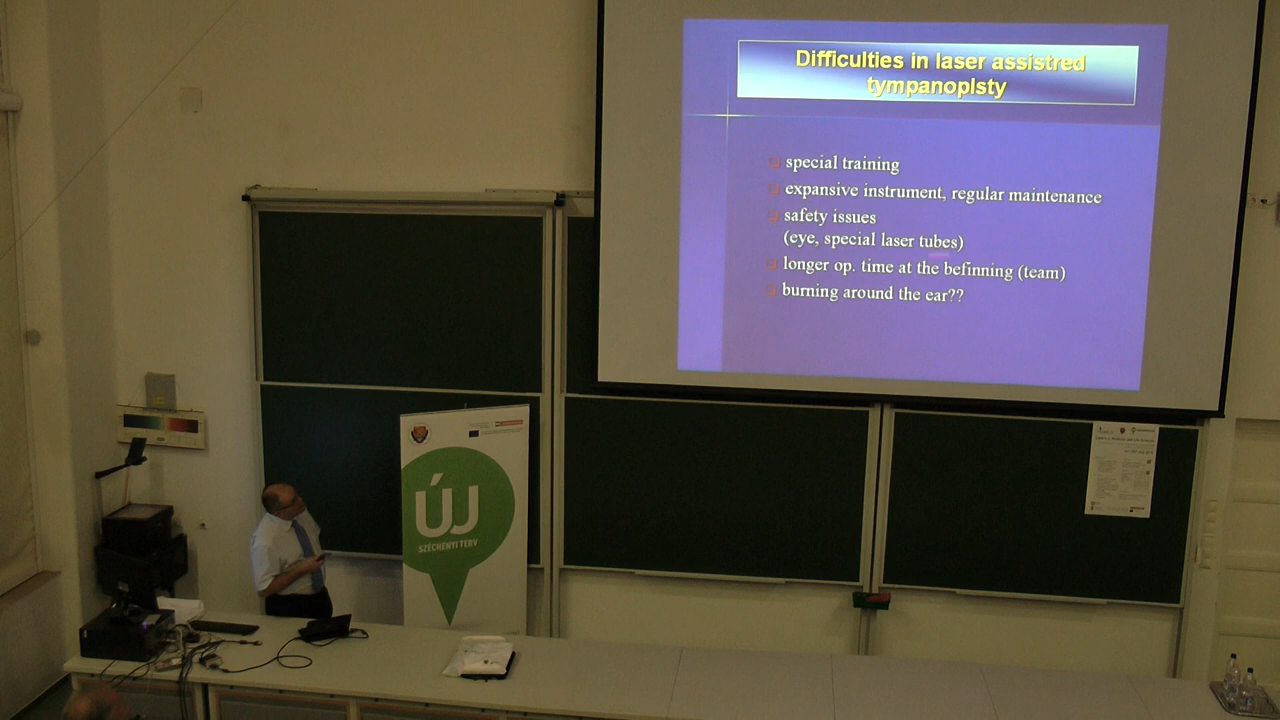 Difficulties in laser assistred
tympanoplsty
special training
expansive instrument, regular maintenance
safety issues
(eye, special laser tubes)
longer op. time at the befinning (team)
burning around the ear??
ÚJ
SZÉCHENYI TERV